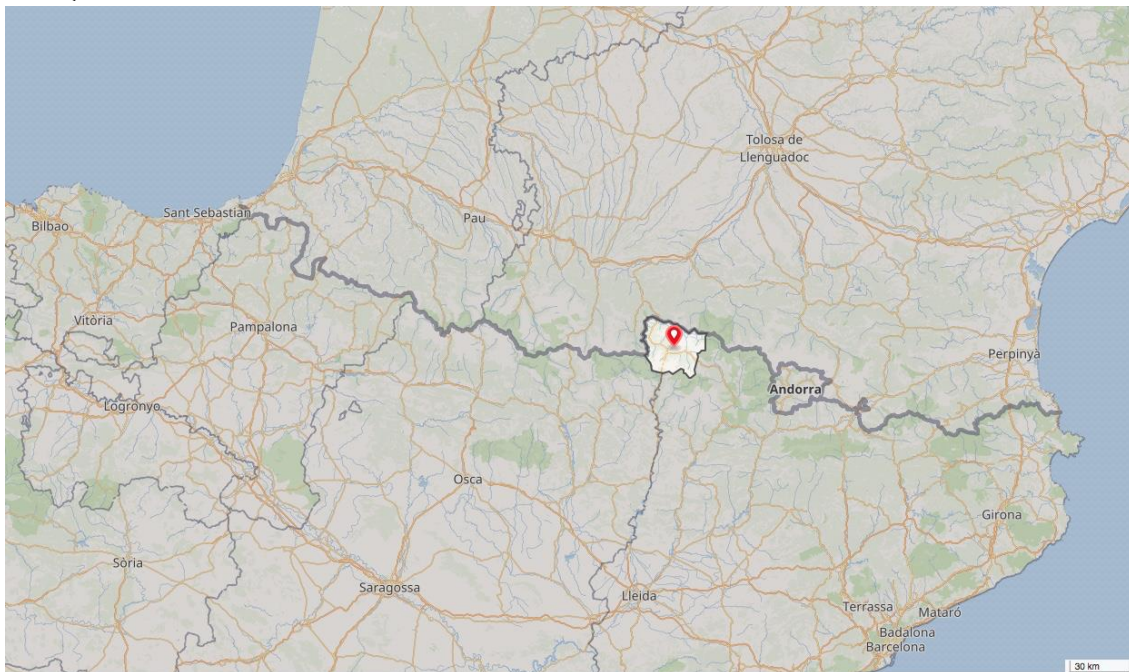 Tolosa de
Llenguadoc
Sant Sebastian
Bilbao
Pau
Vitòria
Pampalona
Perpinyà
Andorra
Logronyo
Osca
Girona
Sòria
Saragossa
Lleida
Terrassa
Mataró
Badalona
Barcelona
30 km